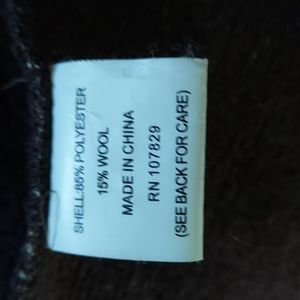 SHELL:85% POLYESTER
15% WOOL
MADE IN CHINA
RN 107829
(SEE BACK FOR CARE)